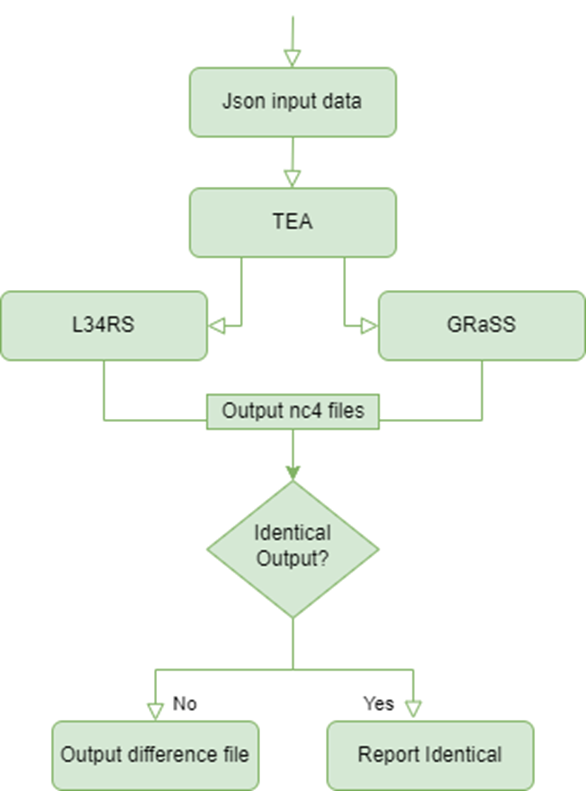 Json input data
TEA
L34RS
GRaSS
Output nc4 files
Identical
Output?
No
Yes
Output difference file
Report Identical